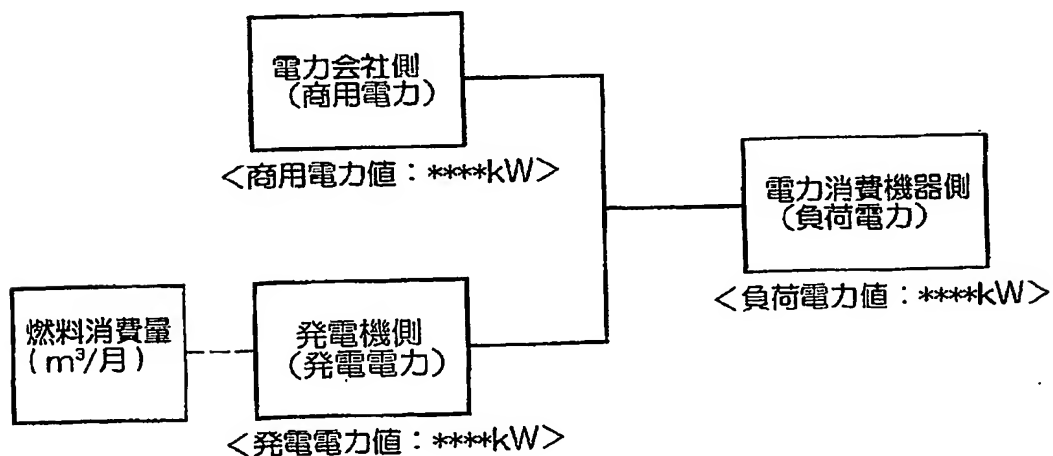 電力会社側
(商用電力)
<商用電力値:****kW>
電力消費機器側
(負荷電力)
<負荷電力値:****kW>
燃料消費量
(m³/月)
発電機側
(発電電力)
<発電電力値:****kW>